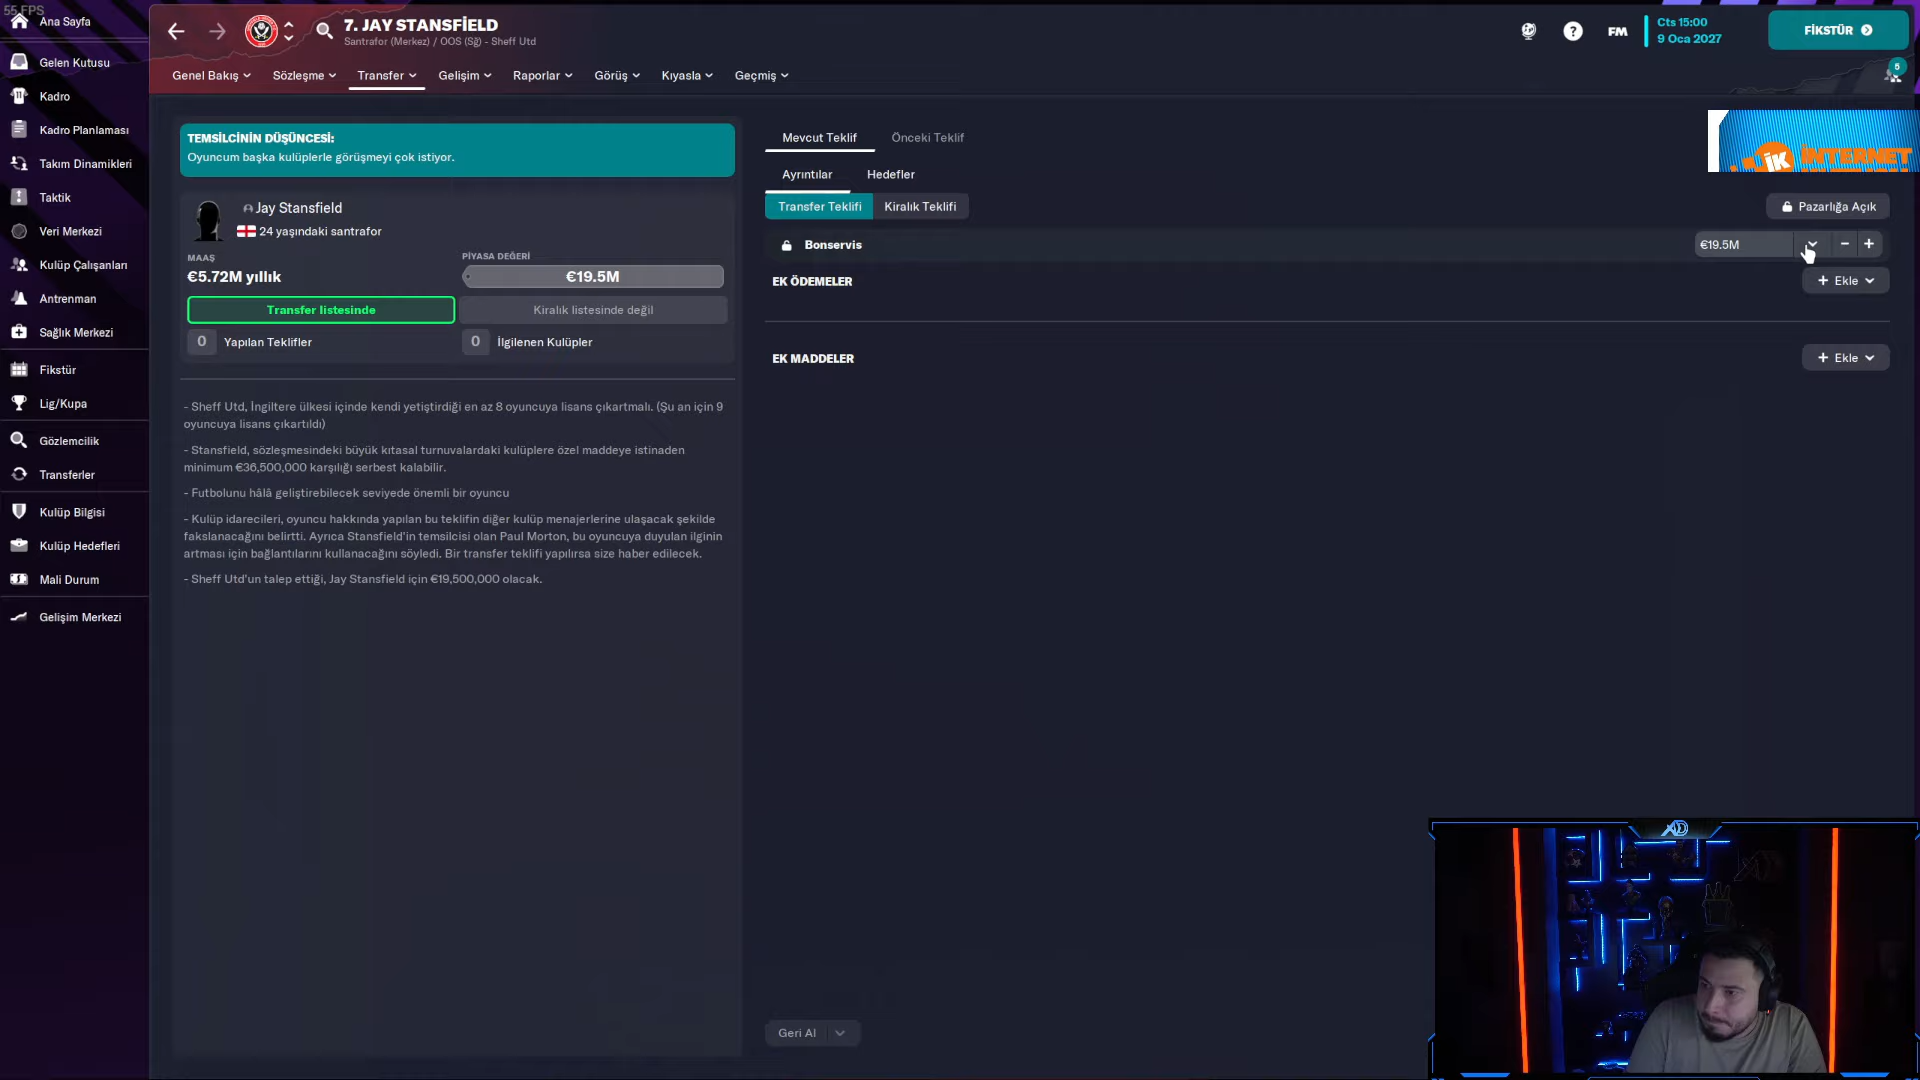 55 FPS
Ana Sayfa
Gelen Kutusu
Kadro
Kadro Planlaması
Takım Dinamikleri
Taktik
Veri Merkezi
Kulüp Çalışanları
Antrenman
Sağlık Merkezi
Fikstür
Lig/Kupa
Gözlemcilik
Transferler
Kulüp Bilgisi
Kulüp Hedefleri
Mali Durum
Gelişim Merkezi
7. JAY STANSFİELD
Santrafor (Merkez) / OOS (Sğ) - Sheff Utd
FM
Cts 15:00
9 Oca 2027
FİKSTÜR
Genel Bakış
Sözleşme
Transfer
Gelişim
Raporlar
Görüş
Kıyasla
Geçmiş
5
TEMSİLCİNİN DÜŞÜNCESİ:
Oyuncum başka kulüplerle görüşmeyi çok istiyor.
Jay Stansfield
24 yaşındaki santrafor
MAAŞ
€5.72M yıllık
PİYASA DEĞERİ
€19.5M
Transfer listesinde
Kiralık listesinde değil
0 Yapılan Teklifler
0 İlgilenen Kulüpler
- Sheff Utd, İngiltere ülkesi içinde kendi yetiştirdiği en az 8 oyuncuya lisans çıkartmalı. (Şu an için 9
oyuncuya lisans çıkartıldı)
- Stansfield, sözleşmesindeki büyük kıtasal turnuvalardaki kulüplere özel maddeye istinaden
minimum €36,500,000 karşılığı serbest kalabilir.
- Futbolunu hâlâ geliştirebilecek seviyede önemli bir oyuncu
- Kulüp idarecileri, oyuncu hakkında yapılan bu teklifin diğer kulüp menajerlerine ulaşacak şekilde
fakslanacağını belirtti. Ayrıca Stansfield'in temsilcisi olan Paul Morton, bu oyuncuya duyulan ilginin
artması için bağlantılarını kullanacağını söyledi. Bir transfer teklifi yapılırsa size haber edilecek.
- Sheff Utd'un talep ettiği, Jay Stansfield için €19,500,000 olacak.
Mevcut Teklif
Önceki Teklif
Ayrıntılar
Hedefler
Transfer Teklifi
Kiralık Teklifi
Pazarlığa Açık
Bonservis
€19.5M
EK ÖDEMELER
+ Ekle
EK MADDELER
+ Ekle
Geri Al
iK
İNTERNET